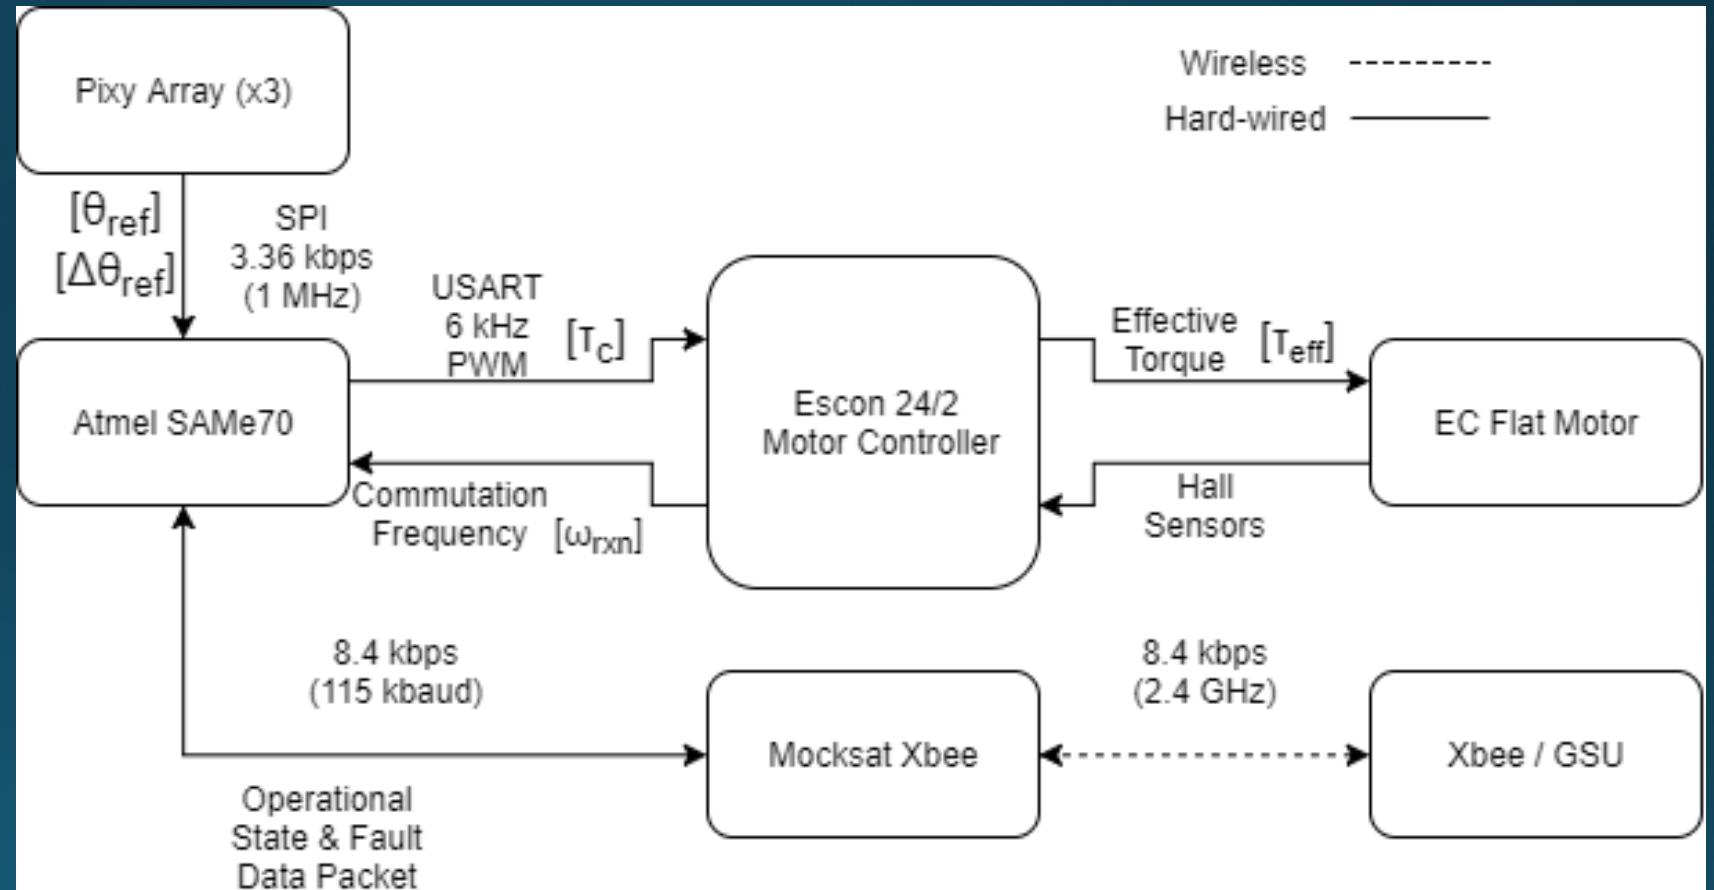 Pixy Array (x3)
Wireless
Hard-wired
[θref]
[Δθref]
SPI
3.36 kbps
(1 MHz)
USART
6 kHz
PWM
[Tc]
Effective
Torque
[Teff]
Atmel SAMe70
Escon 24/2
Motor Controller
EC Flat Motor
Commutation
Frequency [ωrxn]
Hall
Sensors
8.4 kbps
(115 kbaud)
8.4 kbps
(2.4 GHz)
Mocksat Xbee
Xbee / GSU
Operational
State & Fault
Data Packet